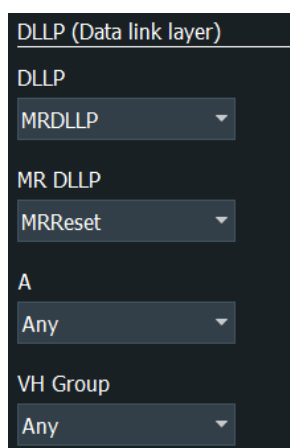 DLLP (Data link layer)
DLLP
MRDLLP
MR DLLP
MRReset
A
Any
VH Group
Any